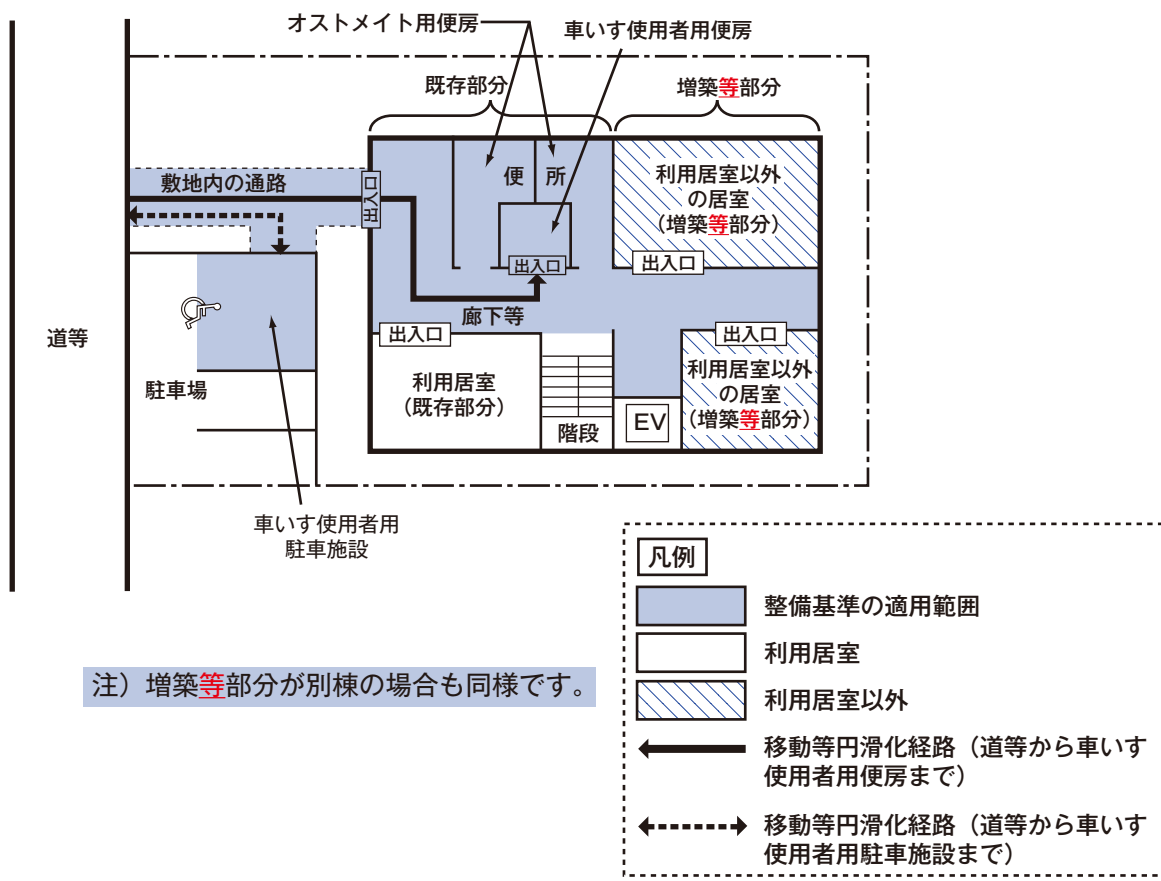 オストメイト用便房
車いす使用者用便房
既存部分
増築等部分
敷地内の通路
出入口
便所
利用居室以外
の居室
（増築等部分）
出入口
出入口
廊下等
道等
駐車場
出入口
利用居室
（既存部分）
階段
EV
出入口
利用居室以外
の居室
（増築等部分）
車いす使用者用
駐車施設
注）増築等部分が別棟の場合も同様です。
凡例
整備基準の適用範囲
利用居室
利用居室以外
移動等円滑化経路（道等から車いす
使用者用便房まで）
移動等円滑化経路（道等から車いす
使用者用駐車施設まで）